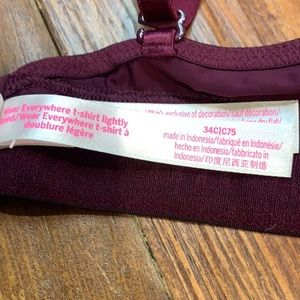 Wear Everywhere t-shirt lightly
/Wear Everywhere t-shirt à
doublure légère
exclusive of decoration/sauf décoration/
34C|C75
made in Indonesia/fabriqué en Indonésie/
hecho en Indonesia/fabbricato in
Indonesia/印度尼西亚制造